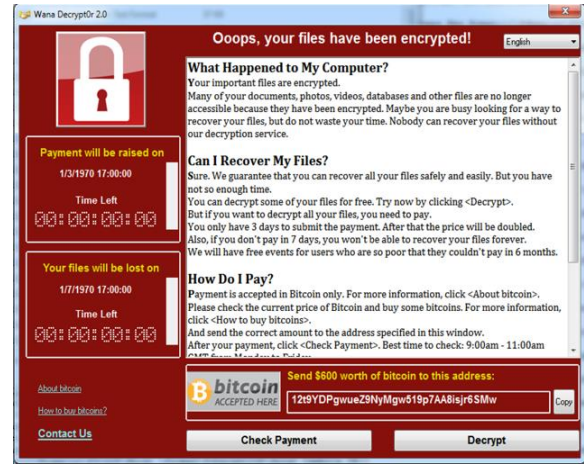 Wana Decrypt0r 2.0
Ooops, your files have been encrypted!
English
Payment will be raised on
1/3/1970 17:00:00
Time Left
00:00:00:00
Your files will be lost on
1/7/1970 17:00:00
Time Left
00:00:00:00
About bitcoin
How to buy bitcoins?
Contact Us
What Happened to My Computer?
Your important files are encrypted.
Many of your documents, photos, videos, databases and other files are no longer
accessible because they have been encrypted. Maybe you are busy looking for a way to
recover your files, but do not waste your time. Nobody can recover your files without
our decryption service.
Can I Recover My Files?
Sure. We guarantee that you can recover all your files safely and easily. But you have
not so enough time.
You can decrypt some of your files for free. Try now by clicking <Decrypt>.
But if you want to decrypt all your files, you need to pay.
You only have 3 days to submit the payment. After that the price will be doubled.
Also, if you don't pay in 7 days, you won't be able to recover your files forever.
We will have free events for users who are so poor that they couldn't pay in 6 months.
How Do I Pay?
Payment is accepted in Bitcoin only. For more information, click <About bitcoin>.
Please check the current price of Bitcoin and buy some bitcoins. For more information,
click <How to buy bitcoins>.
And send the correct amount to the address specified in this window.
After your payment, click <Check Payment>. Best time to check: 9:00am - 11:00am
GMT from Monday to Friday.
bitcoin
ACCEPTED HERE
Send $600 worth of bitcoin to this address:
12t9YDPgwueZ9NyMgw519p7AA8isjr6SMw
Copy
Check Payment
Decrypt